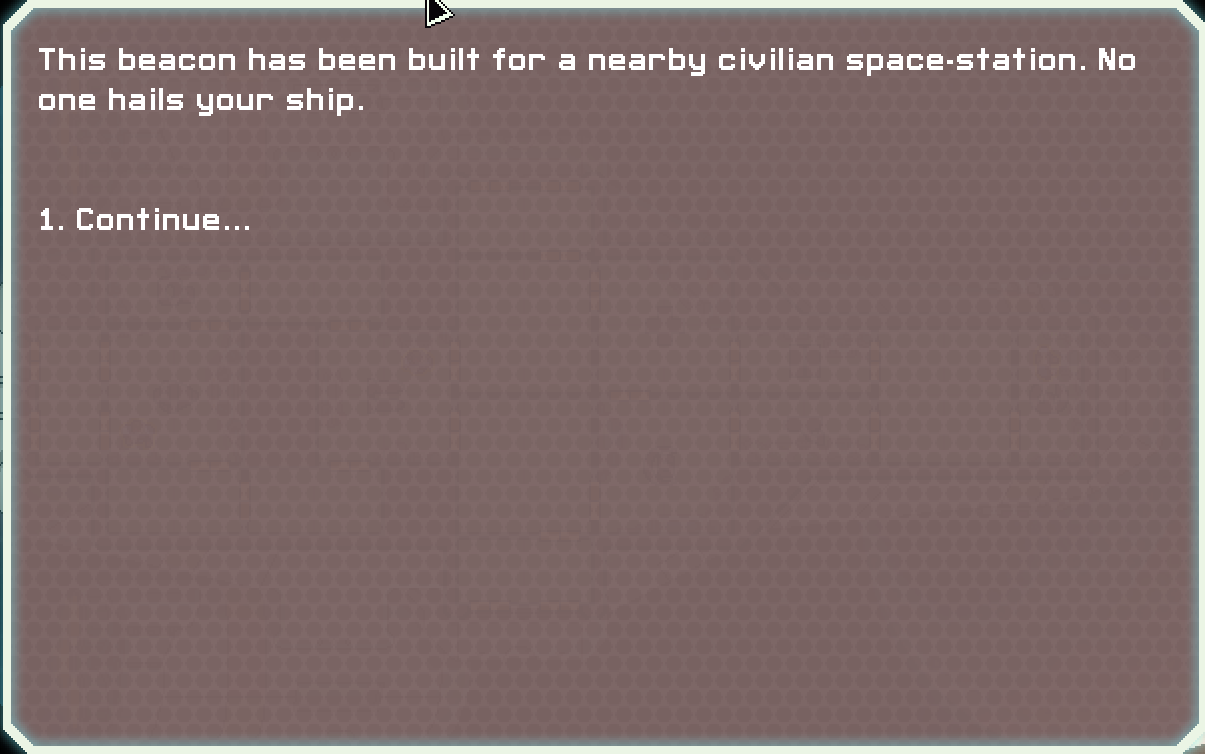 This beacon has been built for a nearby civilian space-station. No
one hails your ship.
1. Continue...